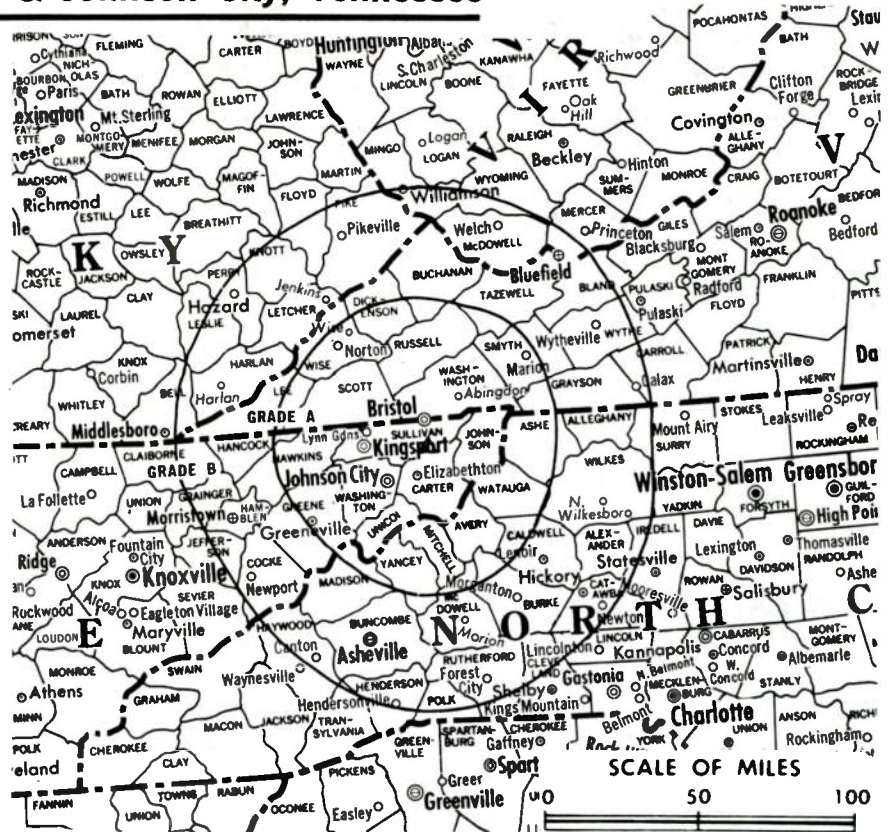 & Johnson City, Tennessee
POCAHONTAS
BATH
FLEMING
CARTER
BOYD
Huntington
WAYNE
S. Charleston
KANAWHA
Richwood
Cynthiana
NICH-
OLAS
BOURBON
Paris
BATH
ROWAN
ELLIOTT
LINCOLN
BOONE
FAYETTE
Oak
Hill
GREENBRIER
Clifton
Forge
ROCK-
BRIDGE
Mt. Sterling
LAWRENCE
FAY-
ETTE
MONTGO-
MERY
MENIFEE
MORGAN
JOHN-
SON
MINGO
Logan
LOGAN
V I R
RALEIGH
Beckley
Covington
ALLE-
GHANY
V
CLARK
MADISON
Richmond
POWELL
WOLFE
MAGOF-
FIN
MARTIN
FLOYD
WYOMING
Hinton
SUM-
MERS
MONROE
CRAIG
BOTETOURT
ESTILL
LEE
BREATHITT
PIKE
Williamson
MERCER
Princeton
GILES
Roanoke
Bedford
K Y
OWSLEY
KNOTT
Pikeville
Welch
McDOWELL
Blacksburg
Salem
RO-
ANOKE
ROCK-
CASTLE
JACKSON
CLAY
PERRY
BUCHANAN
Bluefield
MONT
GOMERY
Radford
FRANKLIN
Hazard
LESLIE
Jenkins
LETCHER
DICK-
ENSON
TAZEWELL
BLAND
PULASKI
Pulaski
FLOYD
LAUREL
Wise
Norton
RUSSELL
SMYTH
Marion
Wytheville
WYTHE
CARROLL
PATRICK
Martinsville
KNOX
Corbin
HARLAN
WISE
SCOTT
WASH-
INGTON
Abingdon
GRAYSON
Galax
HENRY
WHITLEY
BELL
Harlan
LEE
GRADE A
Bristol
ASHE
ALLEGHANY
STOKES
Leaksville
Spray
Middlesboro
Lynn Gdns
SULLIVAN
Kingsport
JOHN-
SON
Mount Airy
SURRY
ROCKINGHAM
CLAIBORNE
HANCOCK
HAWKINS
CAMPBELL
GRADE B
Johnson City
Elizabethton
CARTER
WATAUGA
WILKES
Winston-Salem
La Follette
UNION
GRAINGER
WASHING-
TON
N.
Wilkesboro
YADKIN
FORSYTH
GUIL-
FORD
Morristown
HAM-
BLEN
GREENE
Greeneville
UNICOI
MITCHELL
AVERY
CALDWELL
Lenoir
ALEX-
ANDER
IREDELL
DAVIE
ANDERSON
Fountain
City
JEFFER-
SON
COCKE
YANCEY
Statesville
Lexington
Thomasville
KNOX
Knoxville
Newport
MADISON
Morganton
Hickory
CAT-
AWBA
Mooresville
ROWAN
DAVIDSON
RANDOLPH
Rockwood
Alcoa
SEVIER
Eagleton Village
BURKE
Newton
Salisbury
LOUDON
E
Maryville
BLOUNT
HAYWOOD
BUNCOMBE
Mc
DOWELL
Marion
N O R T H C
LINCOLN
CABARRUS
MONT-
GOMERY
SWAIN
Canton
Asheville
RUTHERFORD
Lincolnton
CLEVE
LAND
Kannapolis
Concord
Albemarle
MONROE
Athens
Waynesville
HENDERSON
Forest
City
Shelby
Gastonia
N. Belmont
MECKLEN-
BURG
W.
Concord
STANLY
GRAHAM
Hendersonville
POLK
Kings Mountain
Belmont
Charlotte
MACON
JACKSON
TRAN-
SYLVANIA
GREEN-
VILLE
SPARTAN-
BURG
CHEROKEE
Gaffney
YORK
UNION
ANSON
Rockingham
POLK
CHEROKEE
CLAY
PICKENS
Greer
Greenville
Spart
SCALE OF MILES
FANNIN
TOWNS
RABUN
UNION
OCONEE
Easley
0 50 100